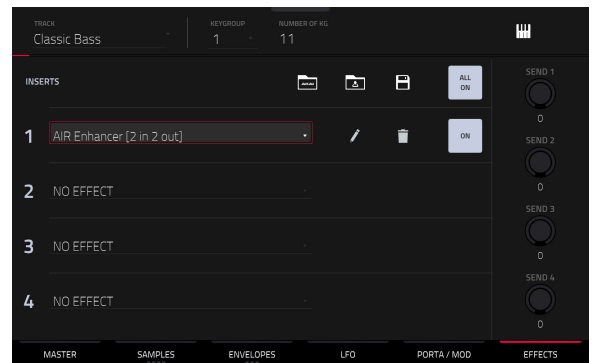 TRACK KEYGROUP NUMBER OF KG
Classic Bass 1 11
INSERTS ALL ON SEND 1
0
1 AIR Enhancer [2 in 2 out] ON SEND 2
0
2 NO EFFECT
SEND 3
0
3 NO EFFECT
SEND 4
4 NO EFFECT
0
MASTER SAMPLES ENVELOPES LFO PORTA / MOD EFFECTS